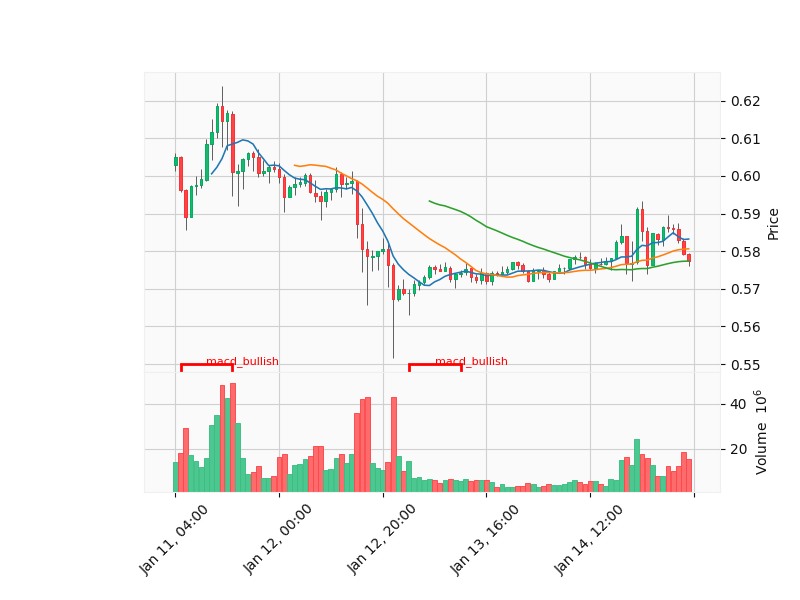 0.62
0.61
0.60
0.59
0.58
0.57
0.56
0.55
Price
macd_bullish
macd_bullish
40
20
Volume 10^6
Jan 11, 04:00
Jan 12, 00:00
Jan 12, 20:00
Jan 13, 16:00
Jan 14, 12:00